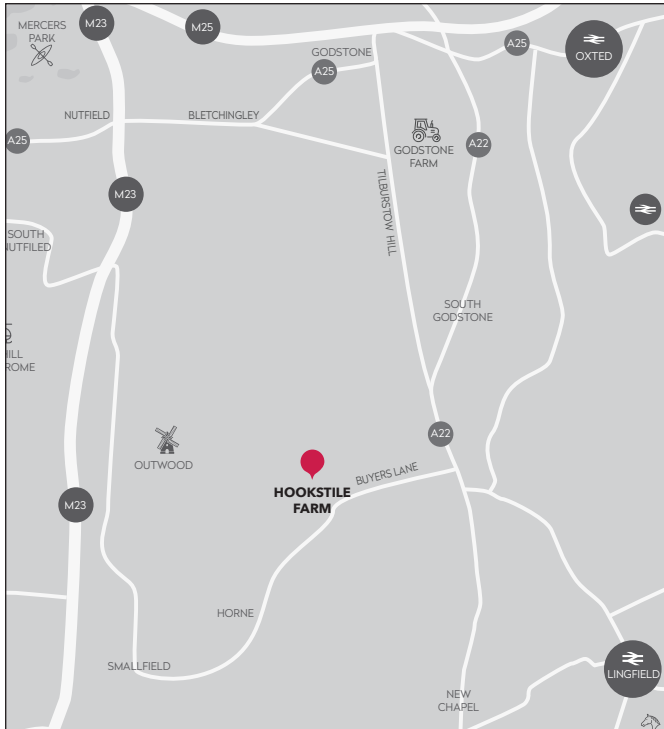 MERCERS
PARK
M23
M25
GODSTONE
A25
A25
OXTED
NUTFIELD
BLETCHINGLEY
A25
GODSTONE
FARM
A22
TILBURSTOW HILL
M23
SOUTH
NUTFILED
SOUTH
GODSTONE
HILL
ROME
A22
OUTWOOD
BUYERS LANE
HOOKSTILE
FARM
M23
HORNE
SMALLFIELD
LINGFIELD
NEW
CHAPEL